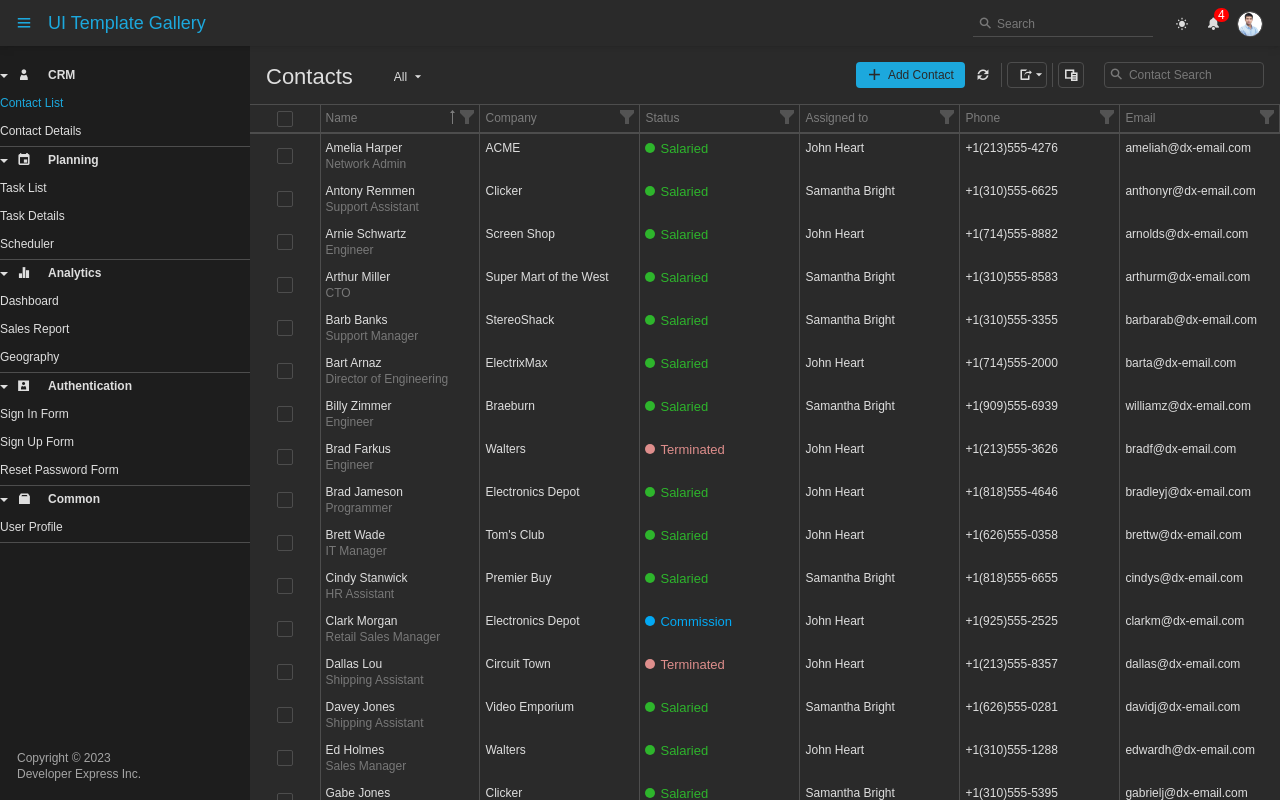 UI Template Gallery
Search
4
CRM
Contact List
Contact Details
Planning
Task List
Task Details
Scheduler
Analytics
Dashboard
Sales Report
Geography
Authentication
Sign In Form
Sign Up Form
Reset Password Form
Common
User Profile
Copyright © 2023
Developer Express Inc.
Contacts All Add Contact Contact Search
Name Company Status Assigned to Phone Email
Amelia Harper ACME Salaried John Heart +1(213)555-4276 ameliah@dx-email.com
Network Admin
Antony Remmen Clicker Salaried Samantha Bright +1(310)555-6625 anthonyr@dx-email.com
Support Assistant
Arnie Schwartz Screen Shop Salaried John Heart +1(714)555-8882 arnolds@dx-email.com
Engineer
Arthur Miller Super Mart of the West Salaried Samantha Bright +1(310)555-8583 arthurm@dx-email.com
CTO
Barb Banks StereoShack Salaried Samantha Bright +1(310)555-3355 barbarab@dx-email.com
Support Manager
Bart Arnaz ElectrixMax Salaried John Heart +1(714)555-2000 barta@dx-email.com
Director of Engineering
Billy Zimmer Braeburn Salaried Samantha Bright +1(909)555-6939 williamz@dx-email.com
Engineer
Brad Farkus Walters Terminated John Heart +1(213)555-3626 bradf@dx-email.com
Engineer
Brad Jameson Electronics Depot Salaried John Heart +1(818)555-4646 bradleyj@dx-email.com
Programmer
Brett Wade Tom's Club Salaried John Heart +1(626)555-0358 brettw@dx-email.com
IT Manager
Cindy Stanwick Premier Buy Salaried Samantha Bright +1(818)555-6655 cindys@dx-email.com
HR Assistant
Clark Morgan Electronics Depot Commission John Heart +1(925)555-2525 clarkm@dx-email.com
Retail Sales Manager
Dallas Lou Circuit Town Terminated John Heart +1(213)555-8357 dallas@dx-email.com
Shipping Assistant
Davey Jones Video Emporium Salaried Samantha Bright +1(626)555-0281 davidj@dx-email.com
Shipping Assistant
Ed Holmes Walters Salaried John Heart +1(310)555-1288 edwardh@dx-email.com
Sales Manager
Gabe Jones Clicker Salaried Samantha Bright +1(310)555-5395 gabrielj@dx-email.com